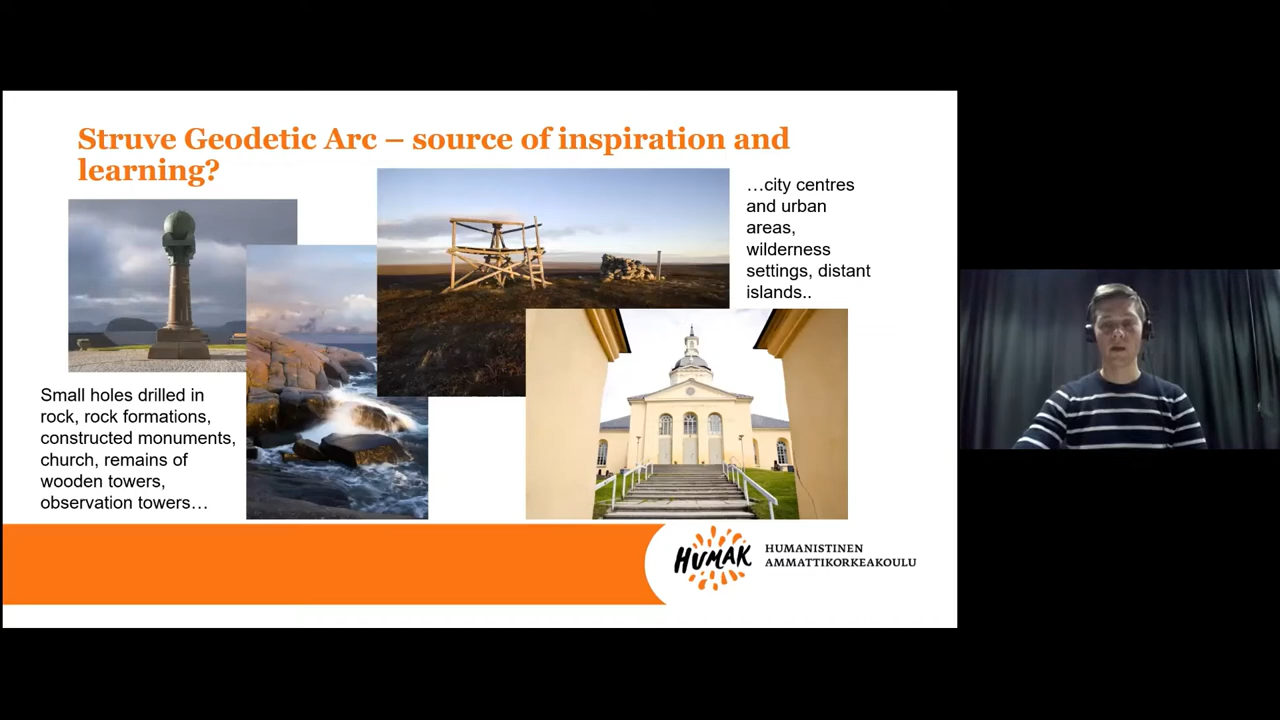 Struve Geodetic Arc – source of inspiration and
learning?
…city centres
and urban
areas,
wilderness
settings, distant
islands..
Small holes drilled in
rock, rock formations,
constructed monuments,
church, remains of
wooden towers,
observation towers…
HUMAK
HUMANISTINEN
AMMATTIKORKEAKOULU